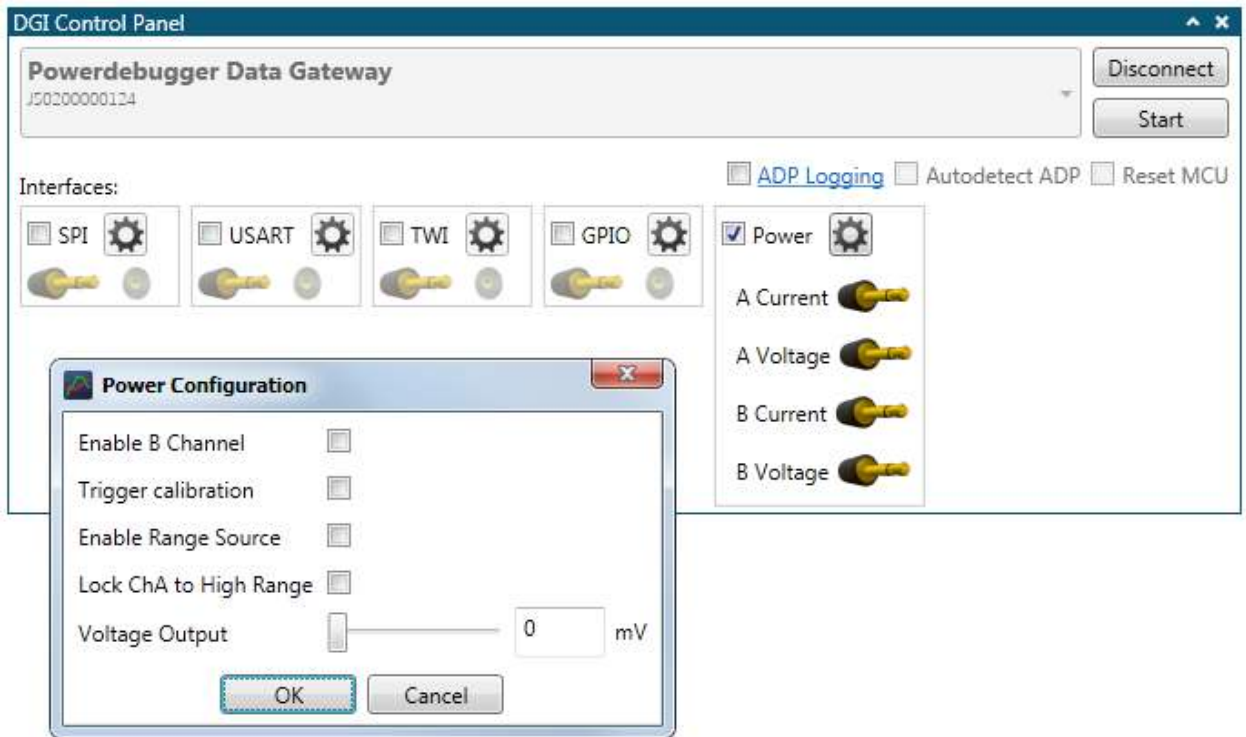 DGI Control Panel
Powerdebugger Data Gateway
J50200000124
Disconnect
Start
ADP Logging Autodetect ADP Reset MCU
Interfaces:
SPI USART TWI GPIO Power
A Current
A Voltage
B Current
B Voltage
Power Configuration
Enable B Channel
Trigger calibration
Enable Range Source
Lock ChA to High Range
Voltage Output 0 mV
OK Cancel